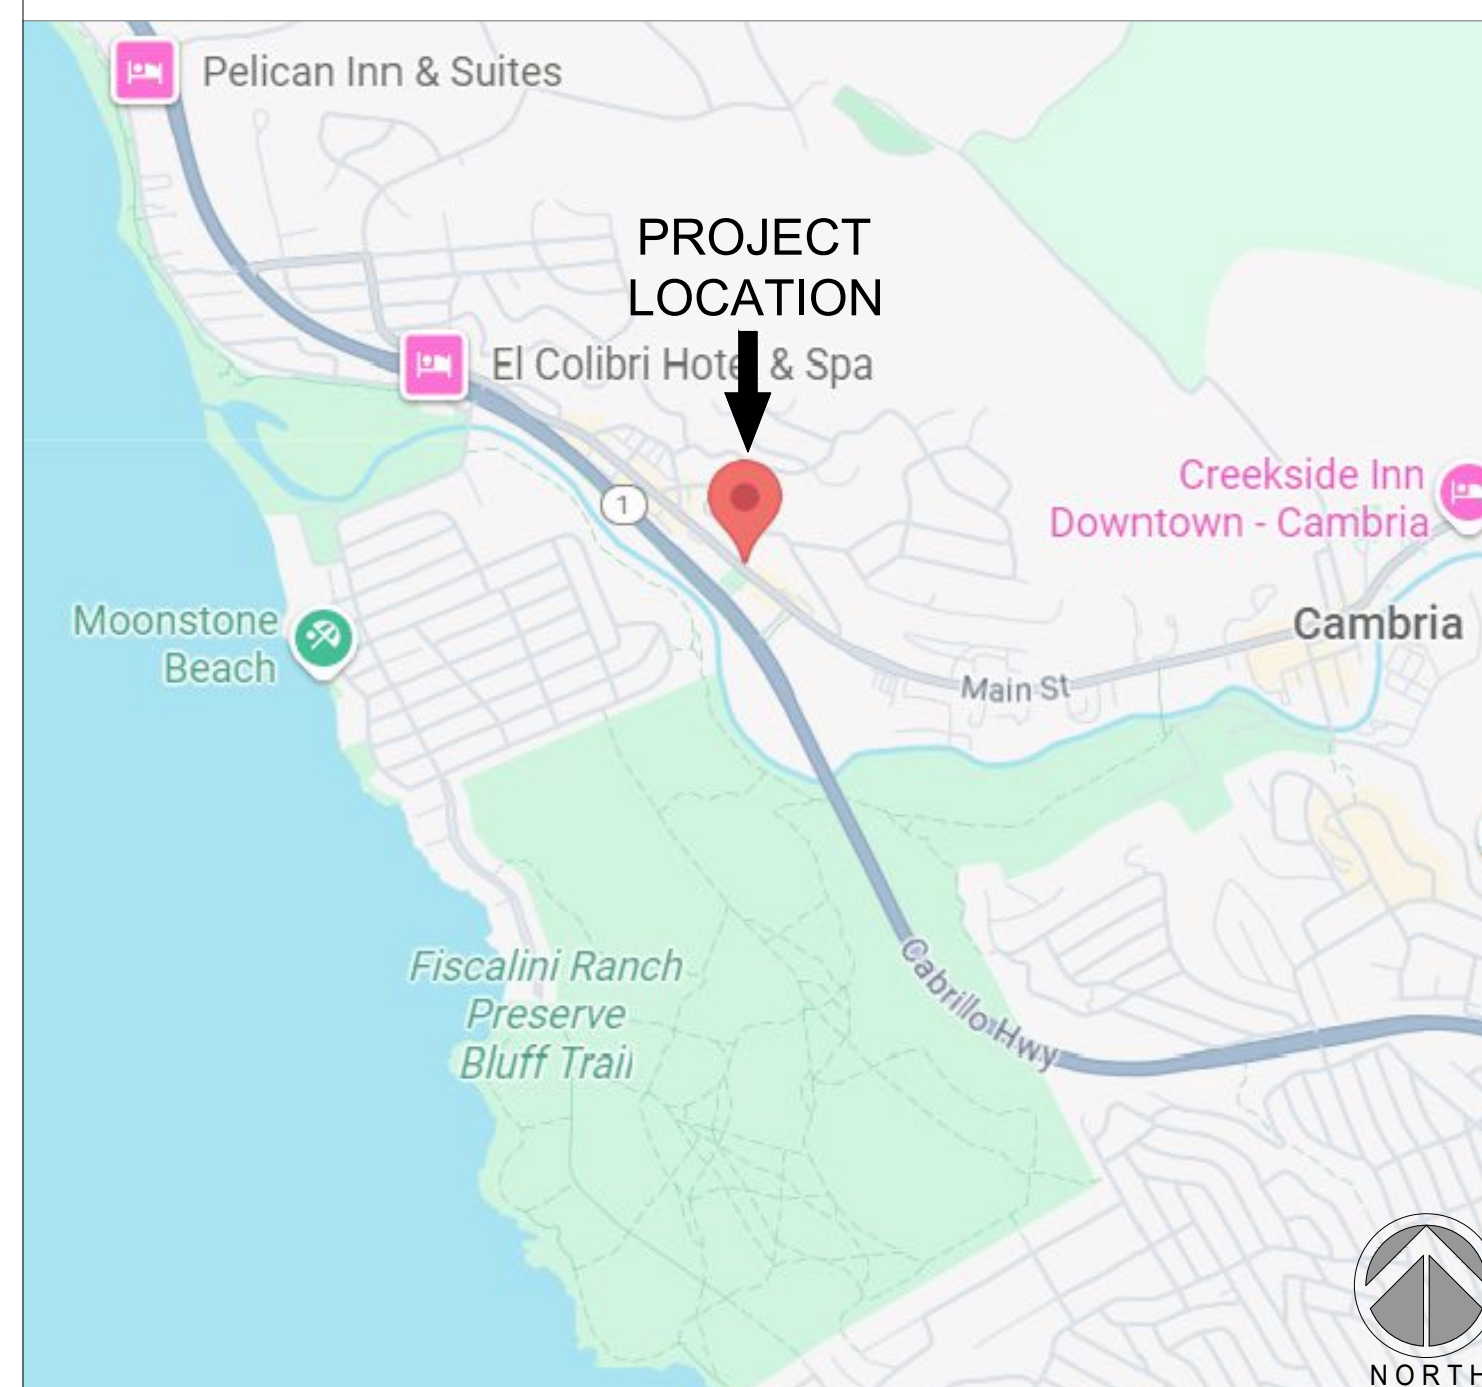 Pelican Inn & Suites
PROJECT
LOCATION
El Colibri Hotel & Spa
Creekside Inn
Downtown - Cambria
1
Moonstone
Beach
Cambria
Main St
Fiscalini Ranch
Preserve
Bluff Trail
Cabrillo Hwy
NORTH